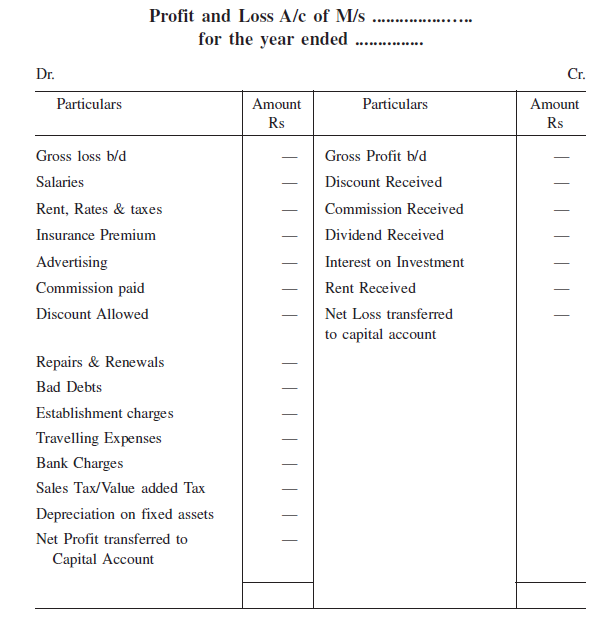 Profit and Loss A/c of M/s .....................
for the year ended ...............
Dr. Cr.
Particulars Amount Particulars Amount
Rs Rs
Gross loss b/d — Gross Profit b/d —
Salaries — Discount Received —
Rent, Rates & taxes — Commission Received —
Insurance Premium — Dividend Received —
Advertising — Interest on Investment —
Commission paid — Rent Received —
Discount Allowed — Net Loss transferred —
to capital account
Repairs & Renewals —
Bad Debts —
Establishment charges —
Travelling Expenses —
Bank Charges —
Sales Tax/Value added Tax —
Depreciation on fixed assets —
Net Profit transferred to —
Capital Account